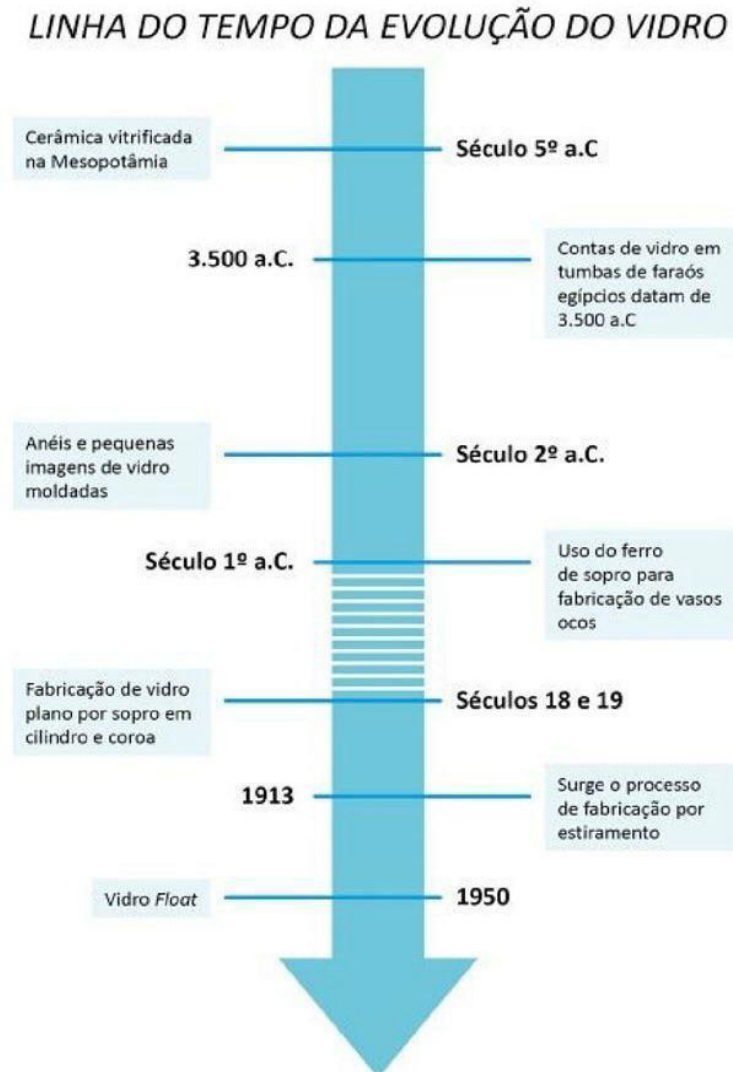 LINHA DO TEMPO DA EVOLUÇÃO DO VIDRO
Cerâmica vitrificada
na Mesopotâmia
Século 5º a.C
3.500 a.C.
Contas de vidro em
tumbas de faraós
egípcios datam de
3.500 a.C
Anéis e pequenas
imagens de vidro
moldadas
Século 2º a.C.
Século 1º a.C.
Uso do ferro
de sopro para
fabricação de vasos
ocos
Fabricação de vidro
plano por sopro em
cilindro e coroa
Séculos 18 e 19
1913
Surge o processo
de fabricação por
estiramento
Vidro Float
1950